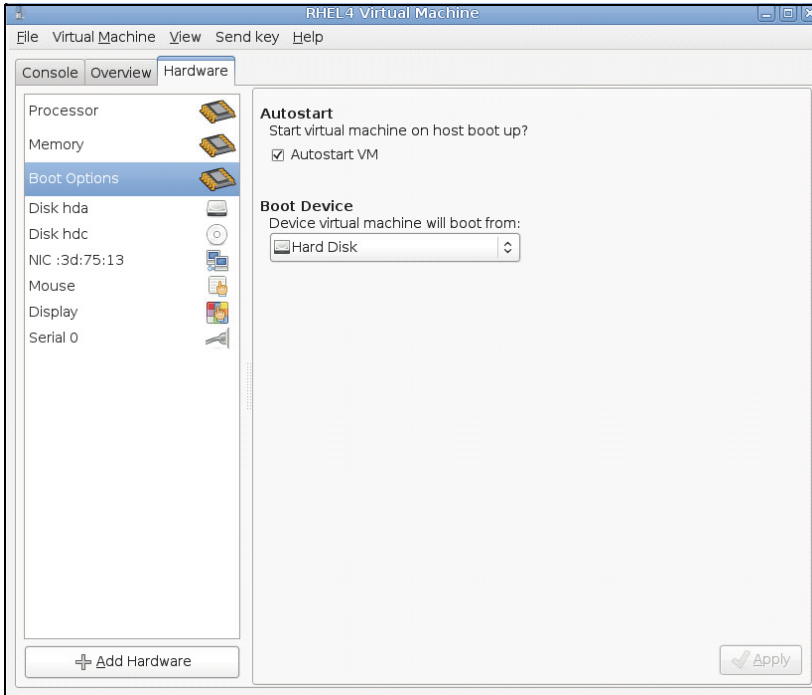 RHEL4 Virtual Machine
File Virtual Machine View Send key Help
Console Overview Hardware
Processor
Memory
Boot Options
Disk hda
Disk hdc
NIC :3d:75:13
Mouse
Display
Serial 0
Add Hardware
Autostart
Start virtual machine on host boot up?
Autostart VM
Boot Device
Device virtual machine will boot from:
Hard Disk
Apply